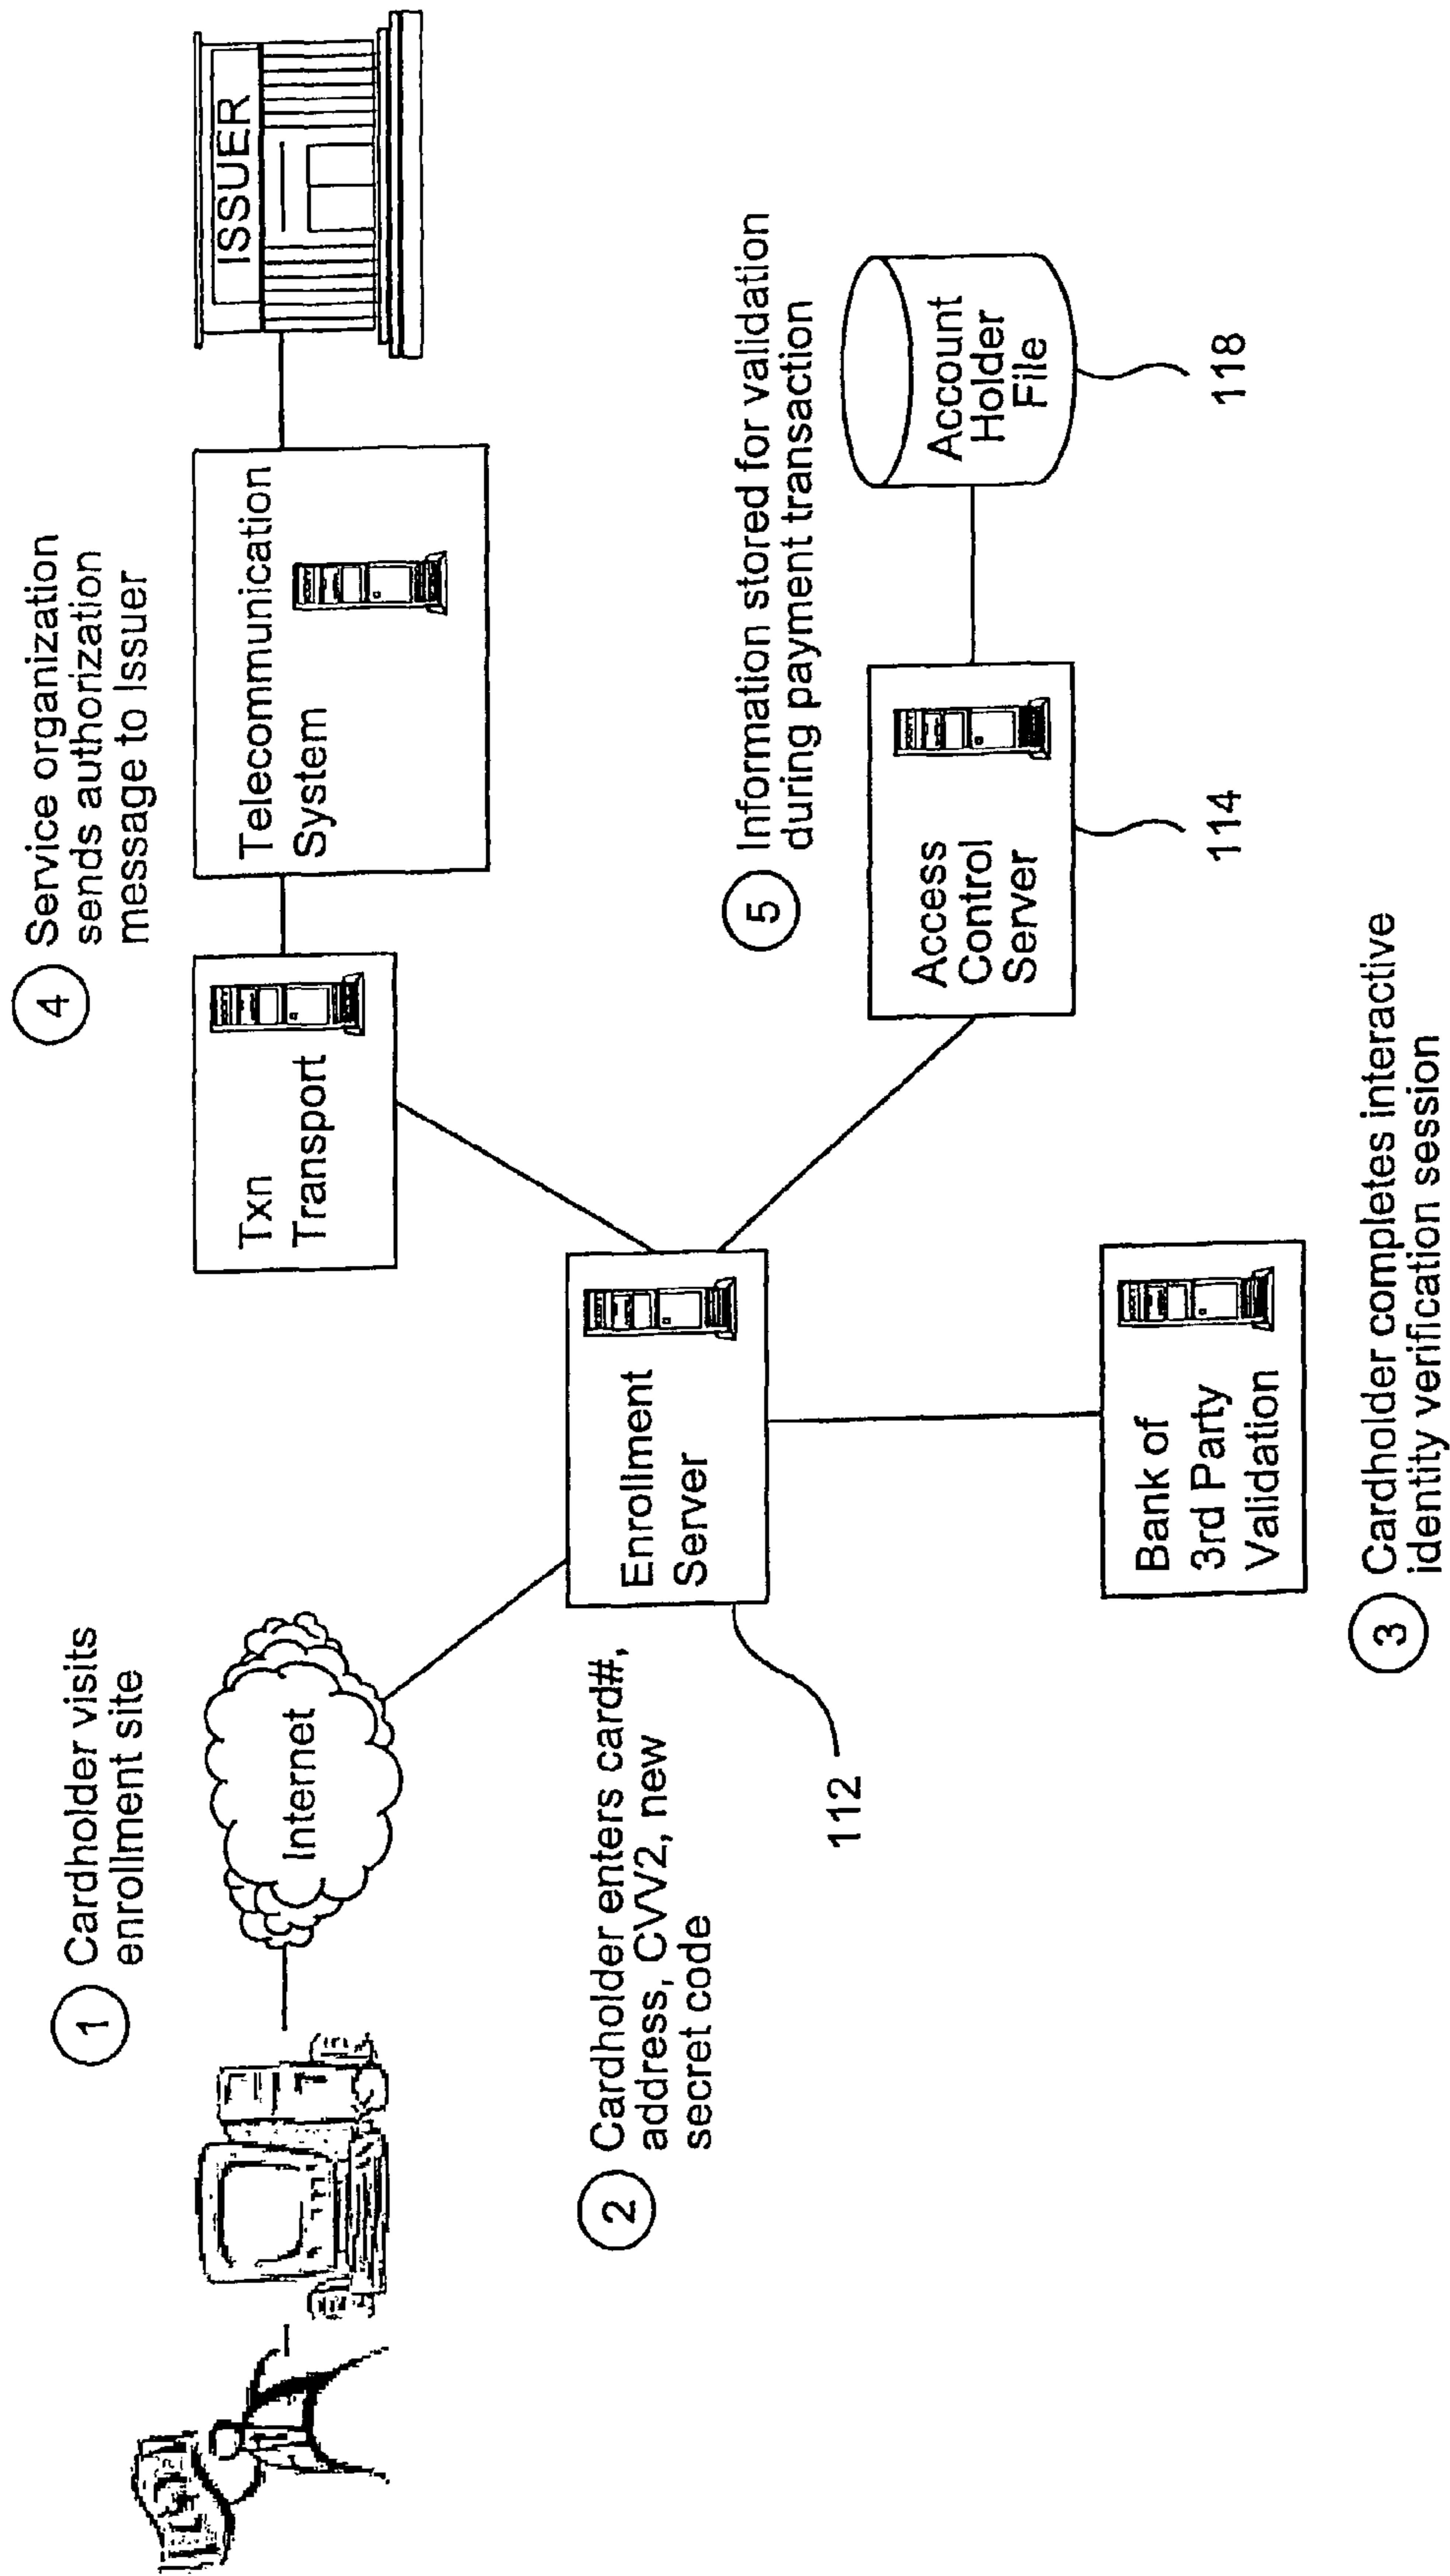 1
Cardholder visits
enrollment site
Internet
2
Cardholder enters card#,
address, CVV2, new
secret code
112
Enrollment
Server
Bank of
3rd Party
Validation
3
Cardholder completes interactive
identity verification session
4
Service organization
sends authorization
message to Issuer
Txn
Transport
Telecommunication
System
ISSUER
5
Information stored for validation
during payment transaction
Access
Control
Server
114
Account
Holder
File
118